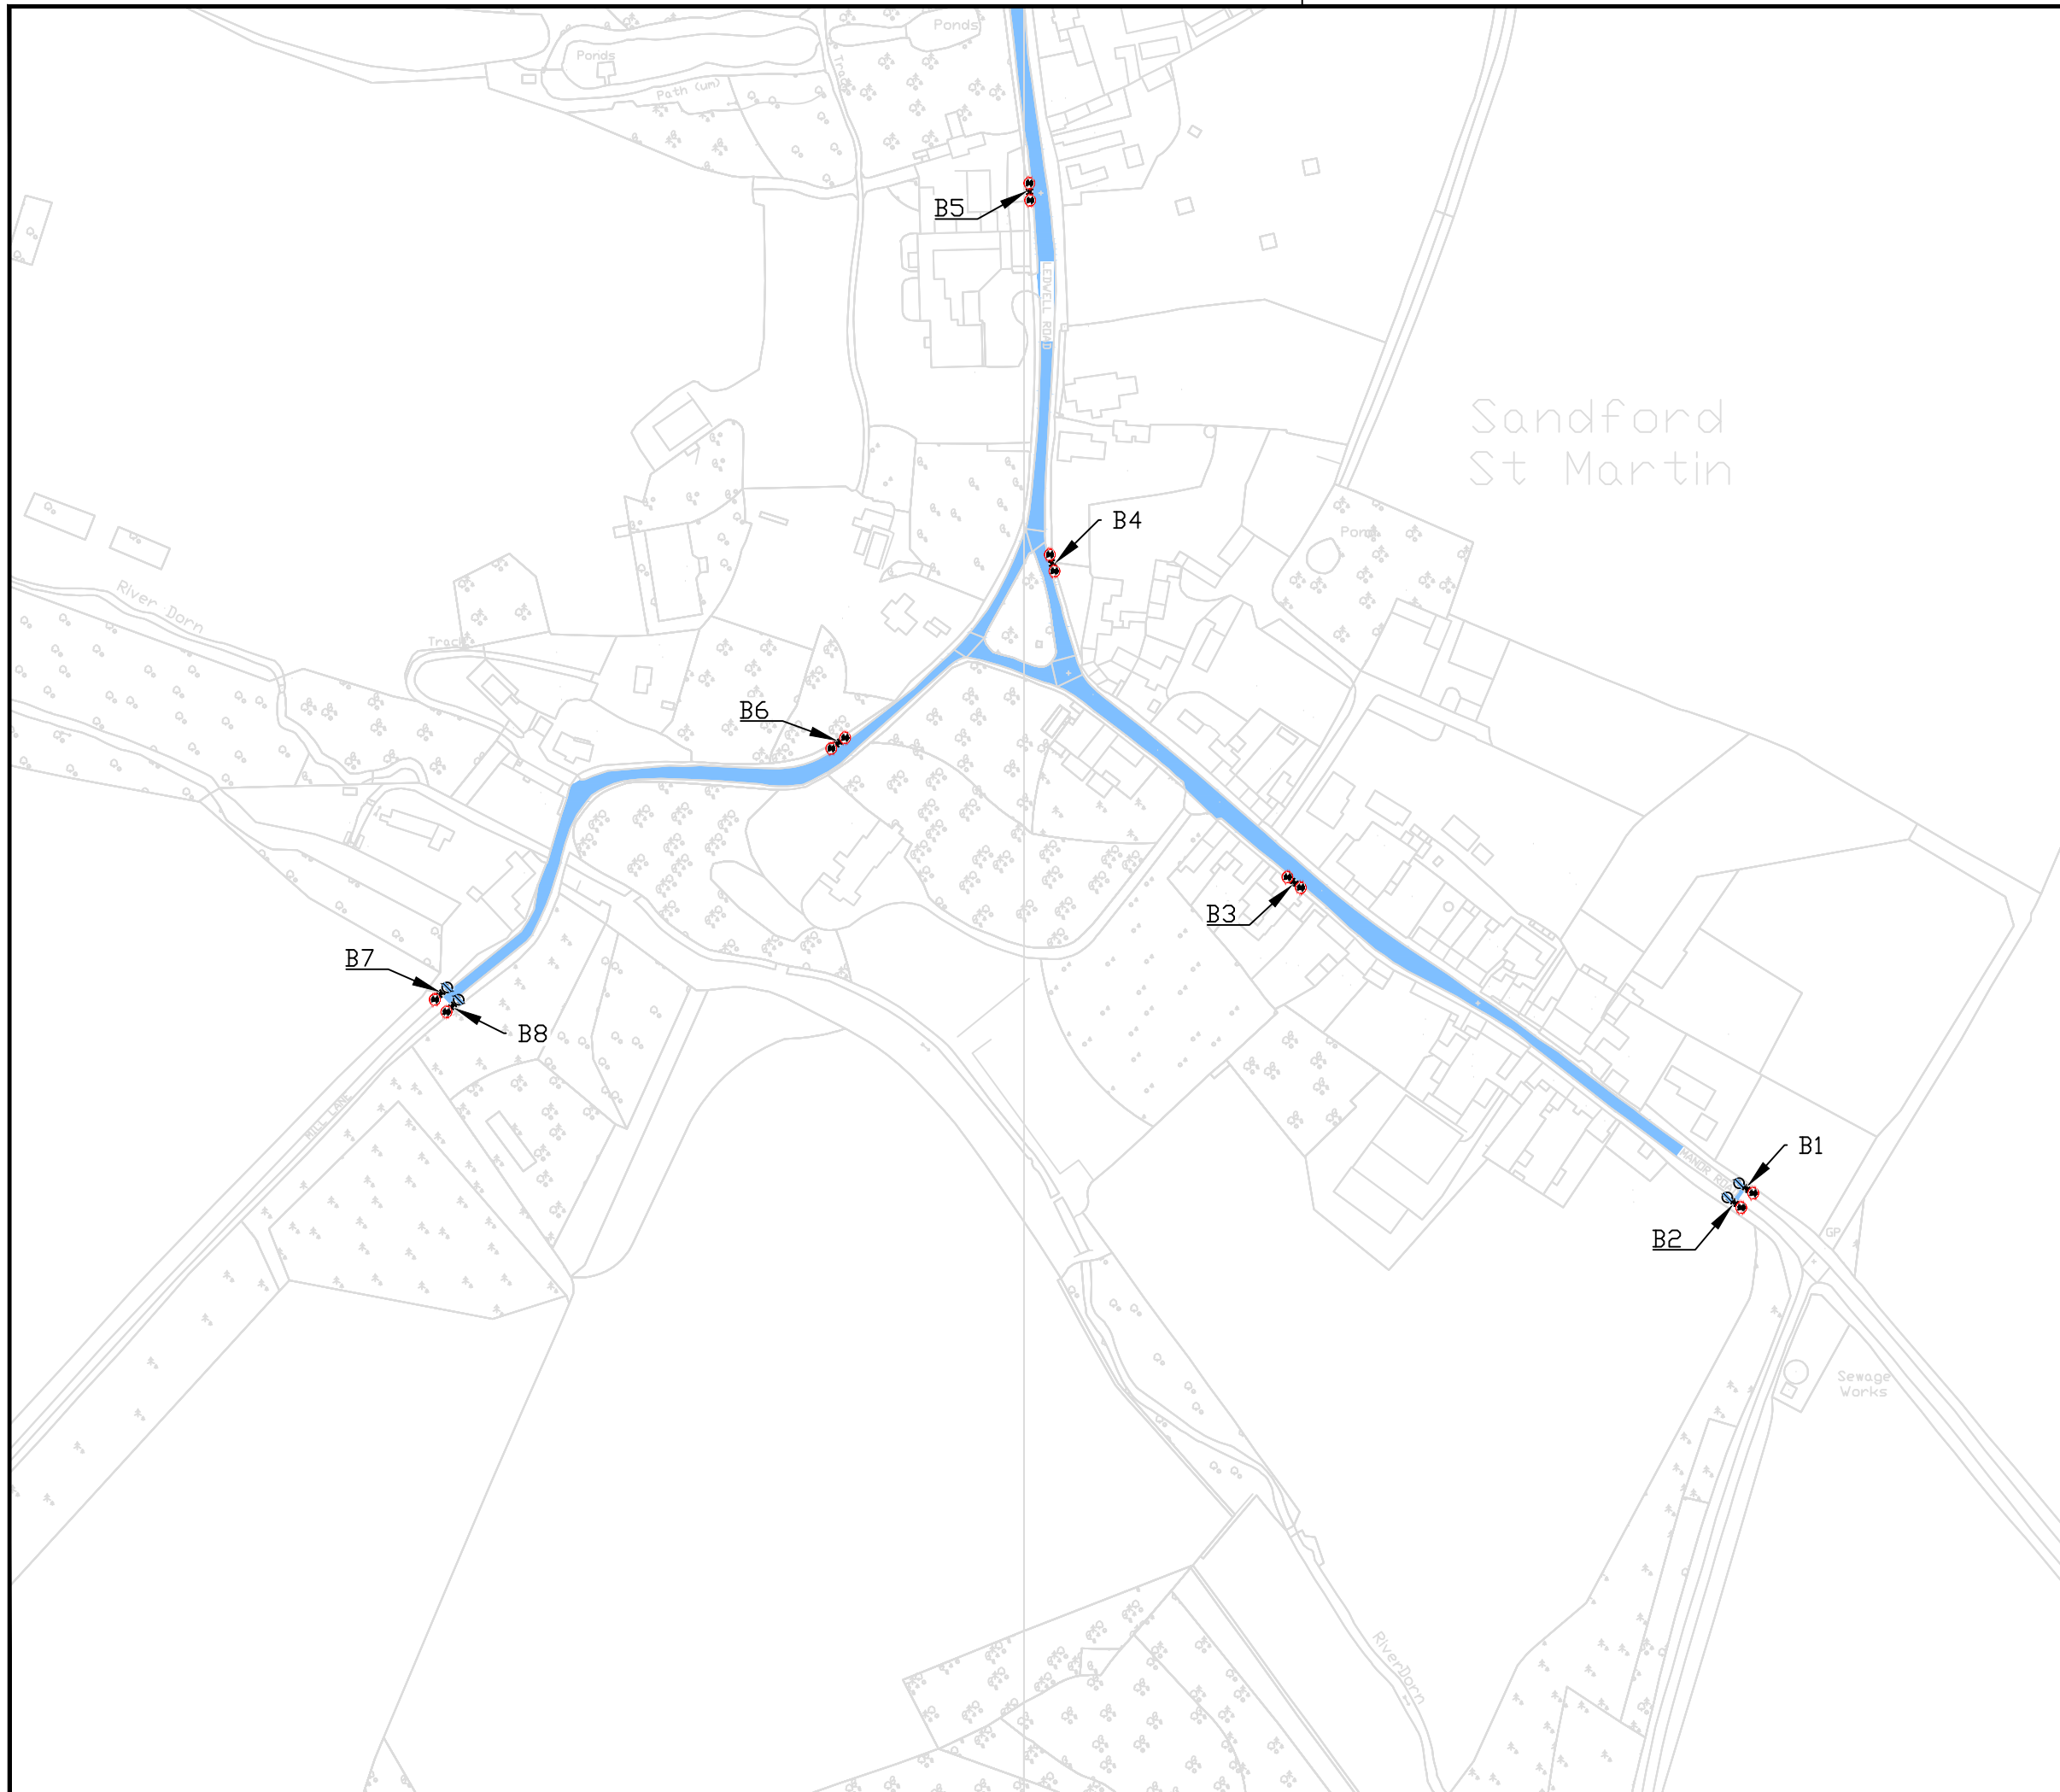 Ponds
Ponds
Track
Path (um)
B5
LEDWELL ROAD
Sandford
St Martin
B4
Pond
River Dorn
Track
B6
B3
B7
B8
MILL LANE
MANOR
B1
B2
GP
Sewage
Works
River Dorn